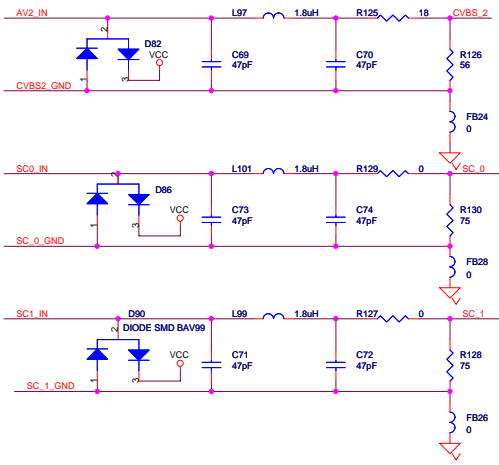 AV2_IN L97 1.8uH R125 18 CVBS_2
2 D82
VCC C69 47pF C70 47pF R126 56
1 3
CVBS2_GND
FB24 0
SC0_IN L101 1.8uH R129 0 SC_0
2 D86
VCC C73 47pF C74 47pF R130 75
1 3
SC_0_GND
FB28 0
SC1_IN D90 L99 1.8uH R127 0 SC_1
2 DIODE SMD BAV99
VCC C71 47pF C72 47pF R128 75
1 3
SC_1_GND
FB26 0